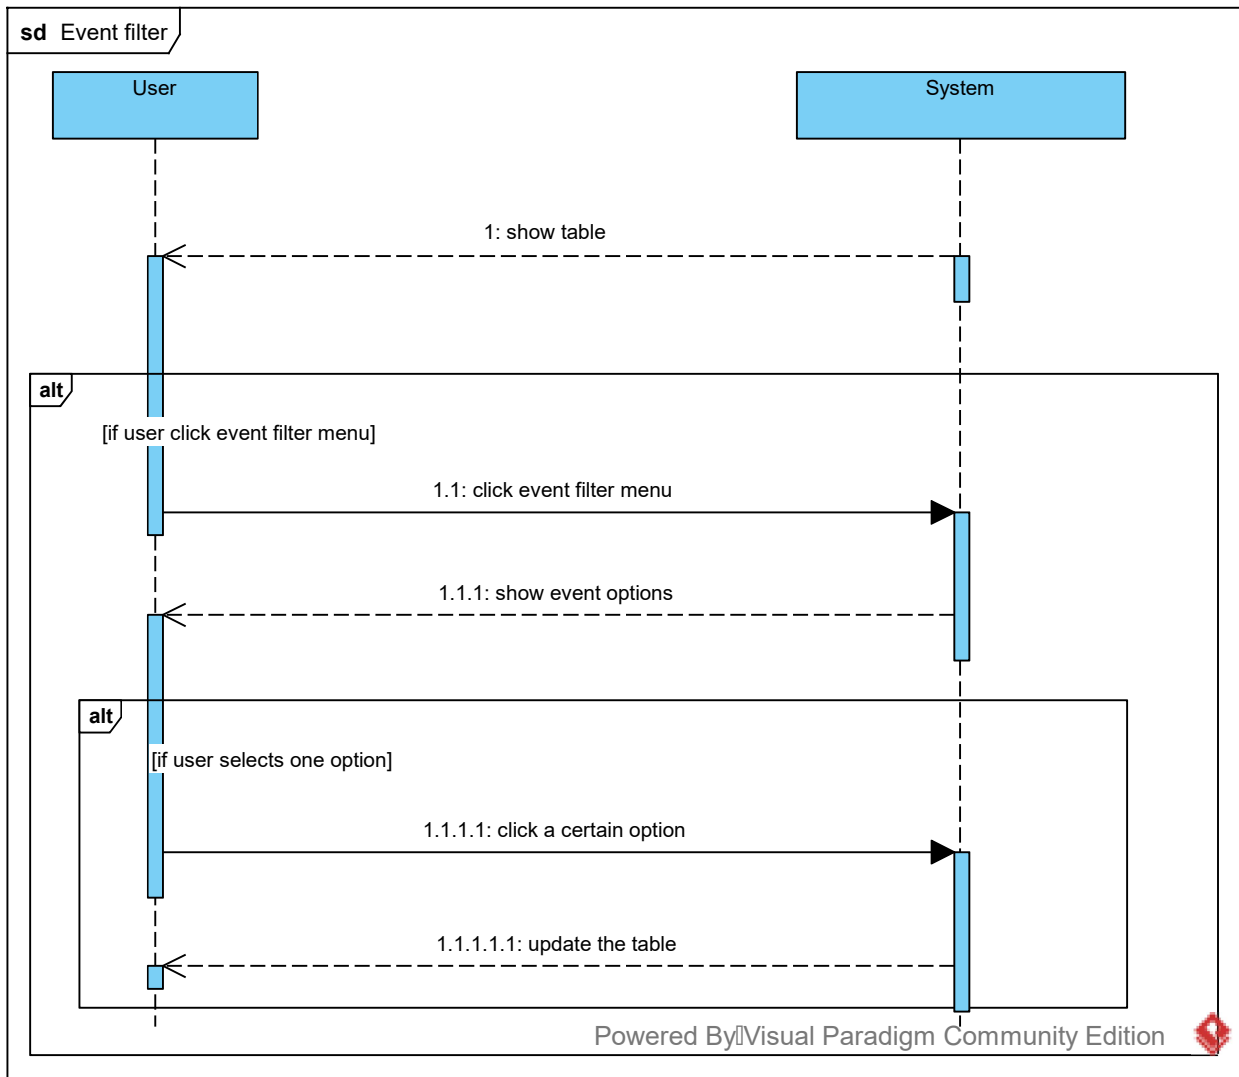 sd Event filter
User
System
1: show table
alt
[if user click event filter menu]
1.1: click event filter menu
1.1.1: show event options
alt
[if user selects one option]
1.1.1.1: click a certain option
1.1.1.1.1: update the table
Powered By Visual Paradigm Community Edition